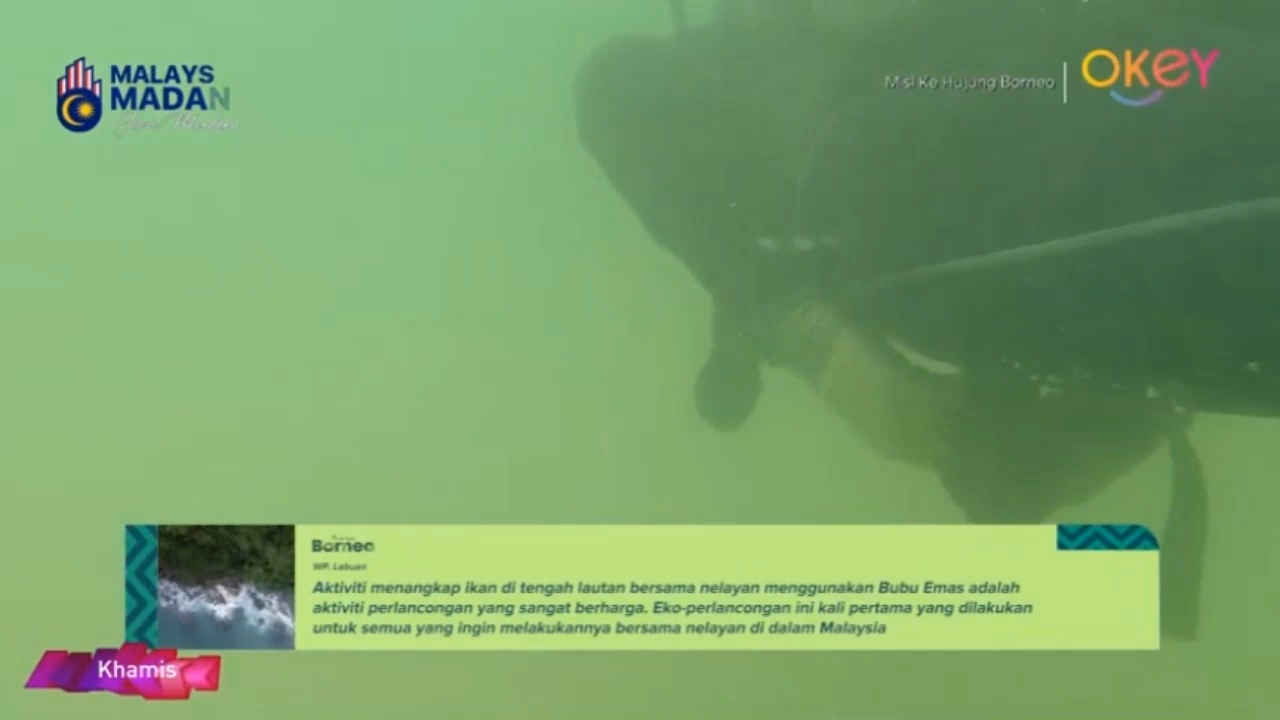 MALAYS
MADAN
Misi Ke Hujung Borneo
OKEY
Borneo
WP, Labuan
Aktiviti menangkap ikan di tengah lautan bersama nelayan menggunakan Bubu Emas adalah
aktiviti perlancongan yang sangat berharga. Eko-perlancongan ini kali pertama yang dilakukan
untuk semua yang ingin melakukannya bersama nelayan di dalam Malaysia
Khamis